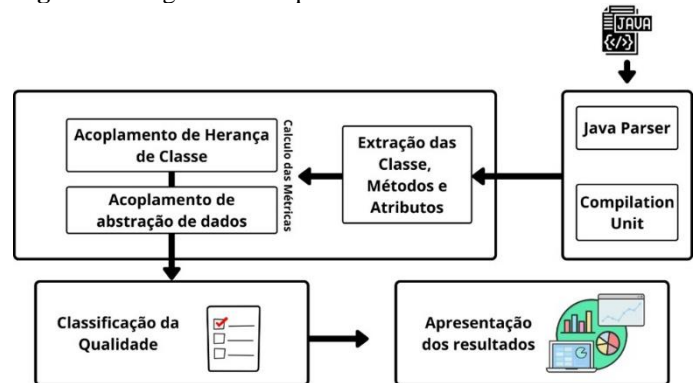 JAVA
</>
Java Parser
Compilation
Unit
Extração das
Classe,
Métodos e
Atributos
Calculo das Métricas
Acoplamento de Herança
de Classe
Acoplamento de
abstração de dados
Classificação da
Qualidade
Apresentação
dos resultados